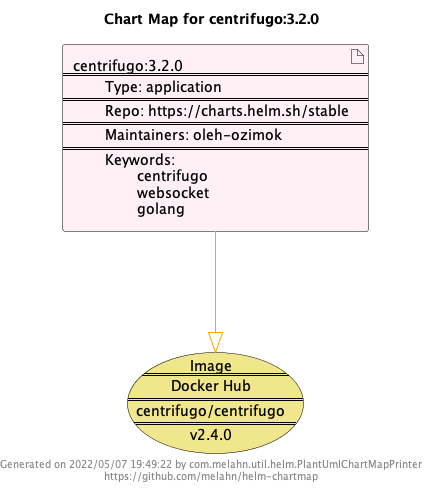 Chart Map for centrifugo:3.2.0
centrifugo:3.2.0
Type: application
Repo: https://charts.helm.sh/stable
Maintainers: oleh-ozimok
Keywords:
centrifugo
websocket
golang
Image
Docker Hub
centrifugo/centrifugo
v2.4.0
Generated on 2022/05/07 19:49:22 by com.melahn.util.helm.PlantUmlChartMapPrinter
https://github.com/melahn/helm-chartmap